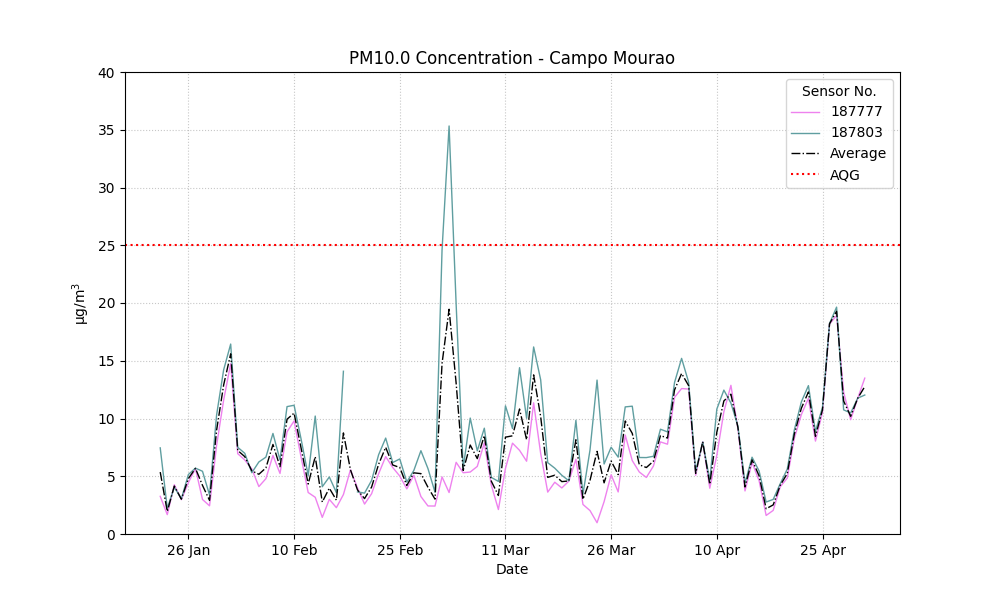 PM10.0 Concentration - Campo Mourao
40
35
30
25
20
15
10
5
0
µg/m³
Sensor No.
187777
187803
Average
AQG
26 Jan
10 Feb
25 Feb
11 Mar
26 Mar
10 Apr
25 Apr
Date